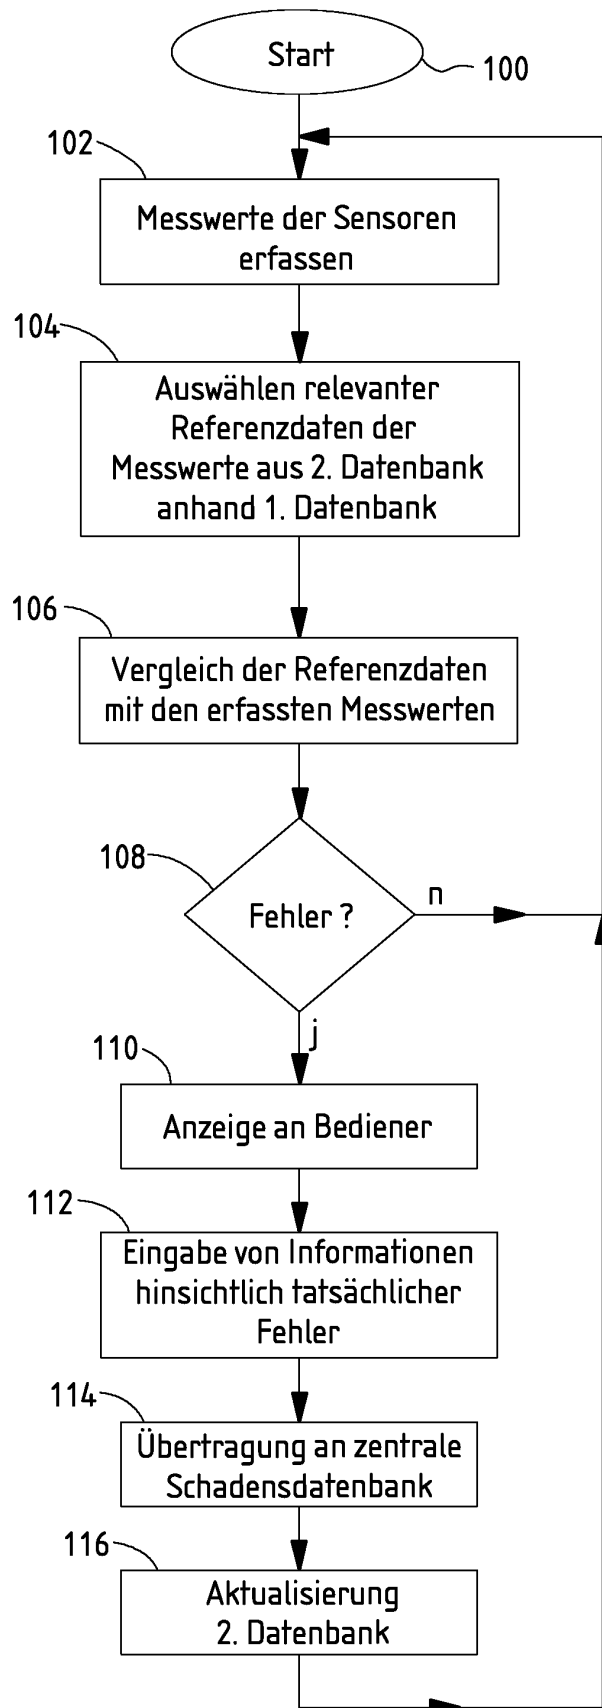 Start
100
102
Messwerte der Sensoren
erfassen
104
Auswählen relevanter
Referenzdaten der
Messwerte aus 2. Datenbank
anhand 1. Datenbank
106
Vergleich der Referenzdaten
mit den erfassten Messwerten
108
Fehler ?
n
j
110
Anzeige an Bediener
112
Eingabe von Informationen
hinsichtlich tatsächlicher
Fehler
114
Übertragung an zentrale
Schadensdatenbank
116
Aktualisierung
2. Datenbank